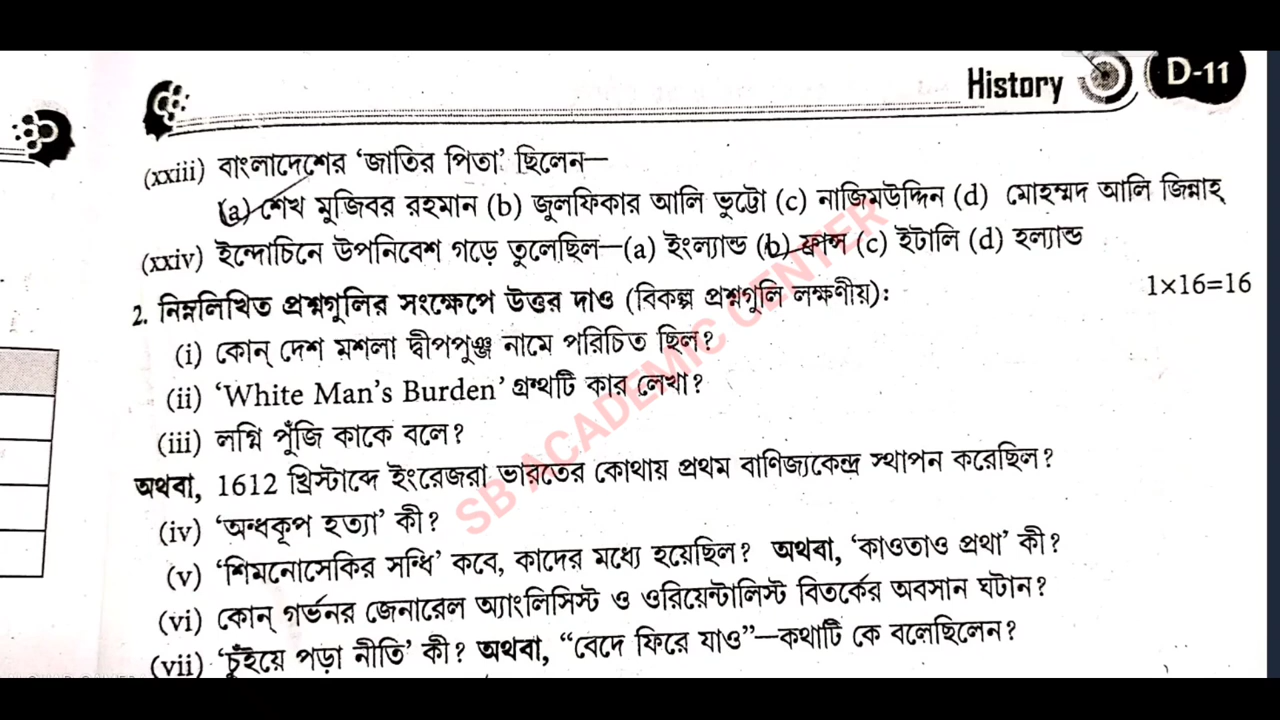 History D-11
(xxiii) বাংলাদেশের ‘জাতির পিতা’ ছিলেন—
(a) শেখ মুজিবর রহমান (b) জুলফিকার আলি ভুট্টো (c) নাজিমউদ্দিন (d) মোহম্মদ আলি জিন্নাহ্
(xxiv) ইন্দোচিনে উপনিবেশ গড়ে তুলেছিল—(a) ইংল্যান্ড (b) ফ্রান্স (c) ইটালি (d) হল্যান্ড
2. নিম্নলিখিত প্রশ্নগুলির সংক্ষেপে উত্তর দাও (বিকল্প প্রশ্নগুলি লক্ষণীয়): 1×16=16
(i) কোন্ দেশ মশলা দ্বীপপুঞ্জ নামে পরিচিত ছিল?
(ii) ‘White Man’s Burden’ গ্রন্থটি কার লেখা?
(iii) লগ্নি পুঁজি কাকে বলে?
অথবা, 1612 খ্রিস্টাব্দে ইংরেজরা ভারতের কোথায় প্রথম বাণিজ্যকেন্দ্র স্থাপন করেছিল?
(iv) ‘অন্ধকূপ হত্যা’ কী?
(v) ‘শিমনোসেকির সন্ধি’ কবে, কাদের মধ্যে হয়েছিল? অথবা, ‘কাওতাও প্রথা’ কী?
(vi) কোন্ গর্ভনর জেনারেল অ্যাংলিসিস্ট ও ওরিয়েন্টালিস্ট বিতর্কের অবসান ঘটান?
(vii) ‘চুঁইয়ে পড়া নীতি’ কী? অথবা, “বেদে ফিরে যাও”—কথাটি কে বলেছিলেন?
SB ACADEMIC CENTER